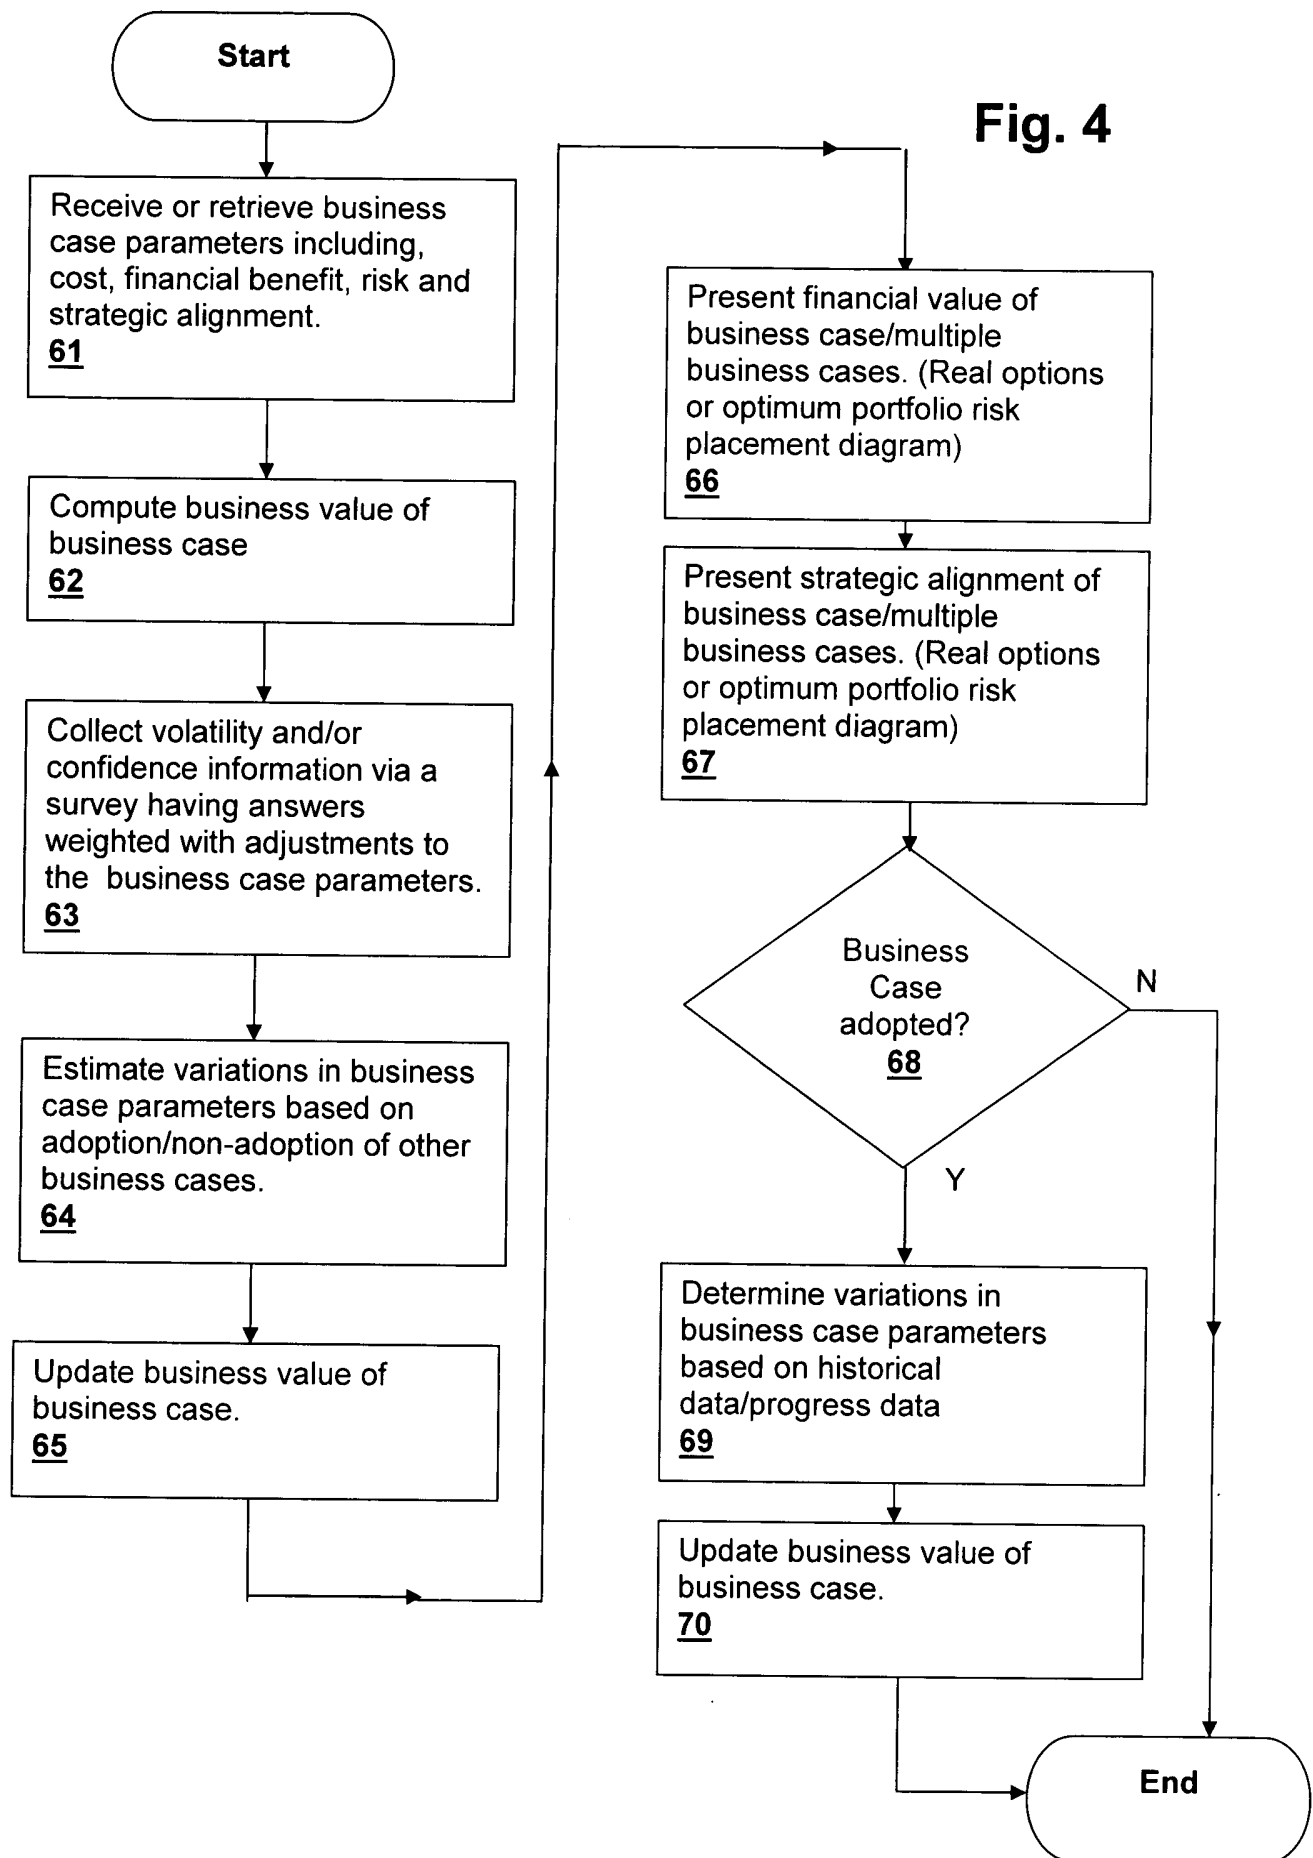 Start
Fig. 4
Receive or retrieve business
case parameters including,
cost, financial benefit, risk and
strategic alignment.
61
Compute business value of
business case
62
Collect volatility and/or
confidence information via a
survey having answers
weighted with adjustments to
the business case parameters.
63
Estimate variations in business
case parameters based on
adoption/non-adoption of other
business cases.
64
Update business value of
business case.
65
Present financial value of
business case/multiple
business cases. (Real options
or optimum portfolio risk
placement diagram)
66
Present strategic alignment of
business case/multiple
business cases. (Real options
or optimum portfolio risk
placement diagram)
67
Business
Case
adopted?
68
N
Y
Determine variations in
business case parameters
based on historical
data/progress data
69
Update business value of
business case.
70
End